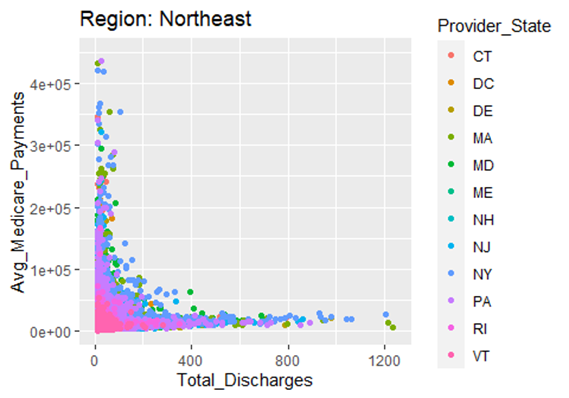 Region: Northeast
Avg_Medicare_Payments
4e+05
3e+05
2e+05
1e+05
0e+00
0
400
800
1200
Total_Discharges
Provider_State
CT
DC
DE
MA
MD
ME
NH
NJ
NY
PA
RI
VT